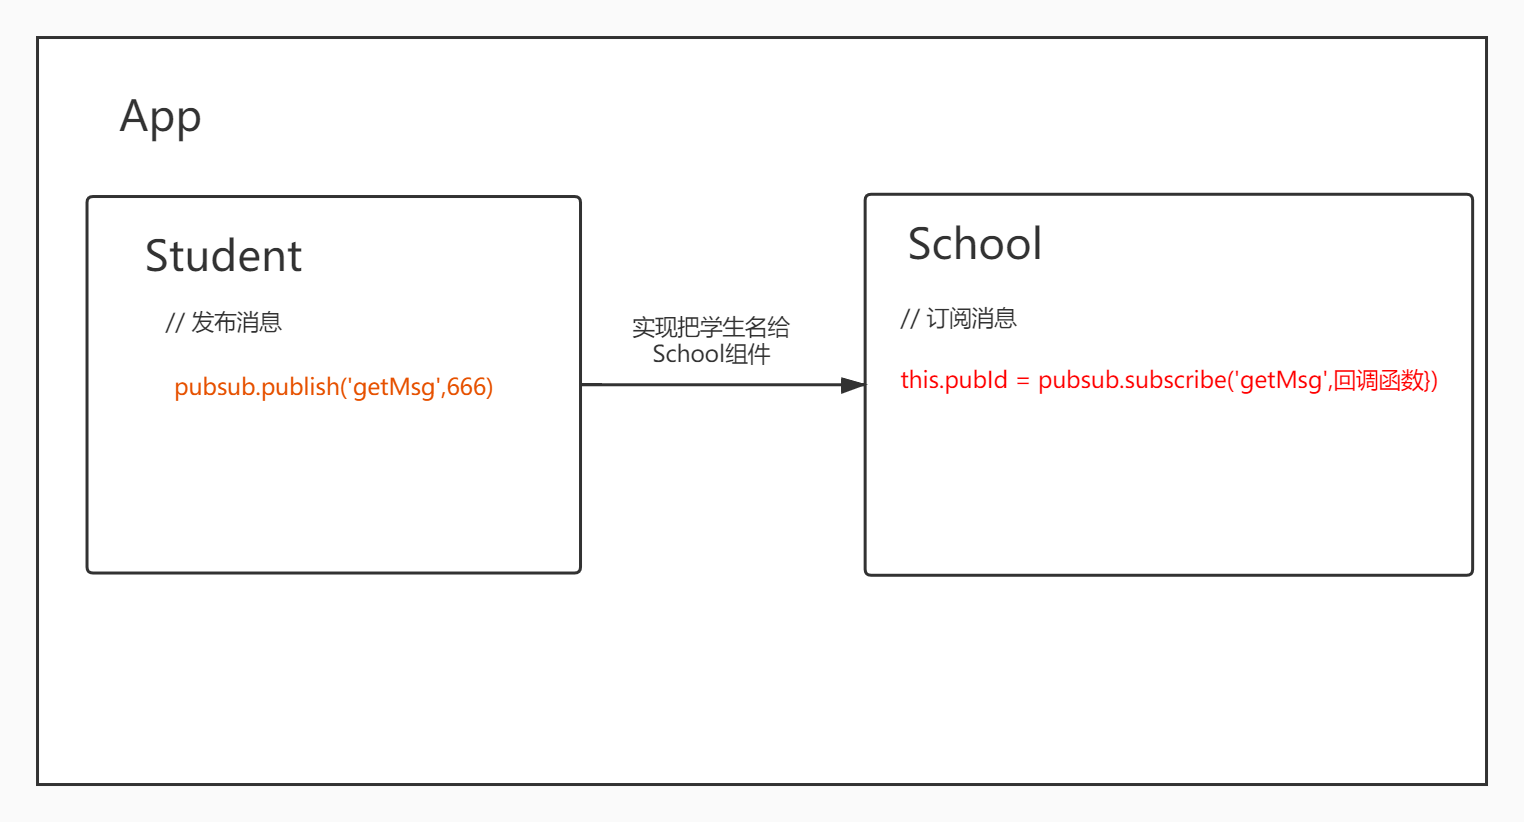 App
Student
// 发布消息
pubsub.publish('getMsg',666)
实现把学生名给
School组件
School
// 订阅消息
this.pubId = pubsub.subscribe('getMsg',回调函数})